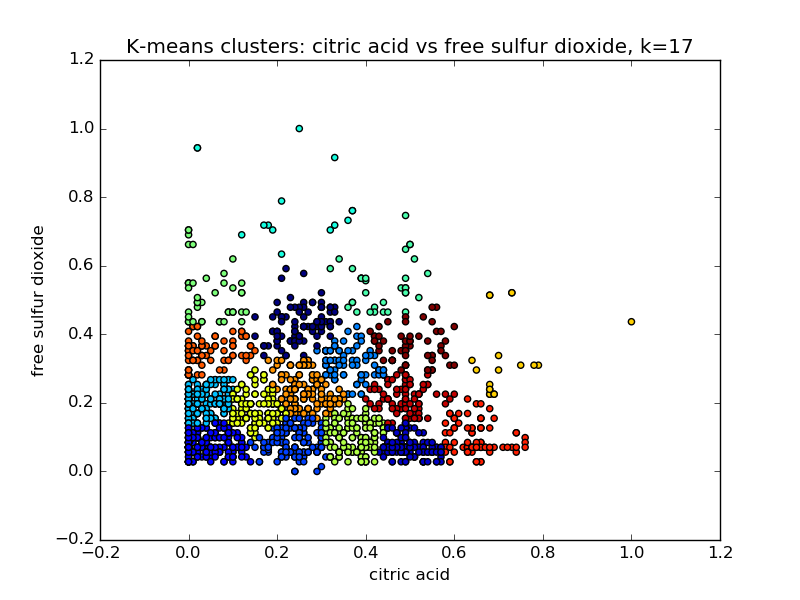 K-means clusters: citric acid vs free sulfur dioxide, k=17
1.2
1.0
0.8
0.6
0.4
0.2
0.0
−0.2
free sulfur dioxide
−0.2 0.0 0.2 0.4 0.6 0.8 1.0 1.2
citric acid